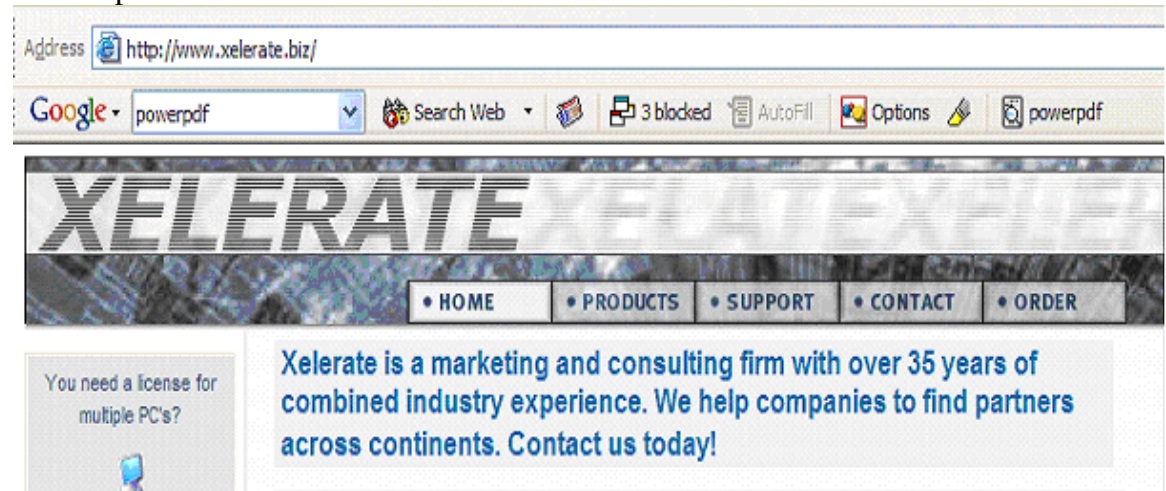 Address http://www.xelerate.biz/
Google powerpdf Search Web 3 blocked AutoFill Options powerpdf
XELERATE
• HOME • PRODUCTS • SUPPORT • CONTACT • ORDER
You need a license for
multiple PC's?
Xelerate is a marketing and consulting firm with over 35 years of
combined industry experience. We help companies to find partners
across continents. Contact us today!